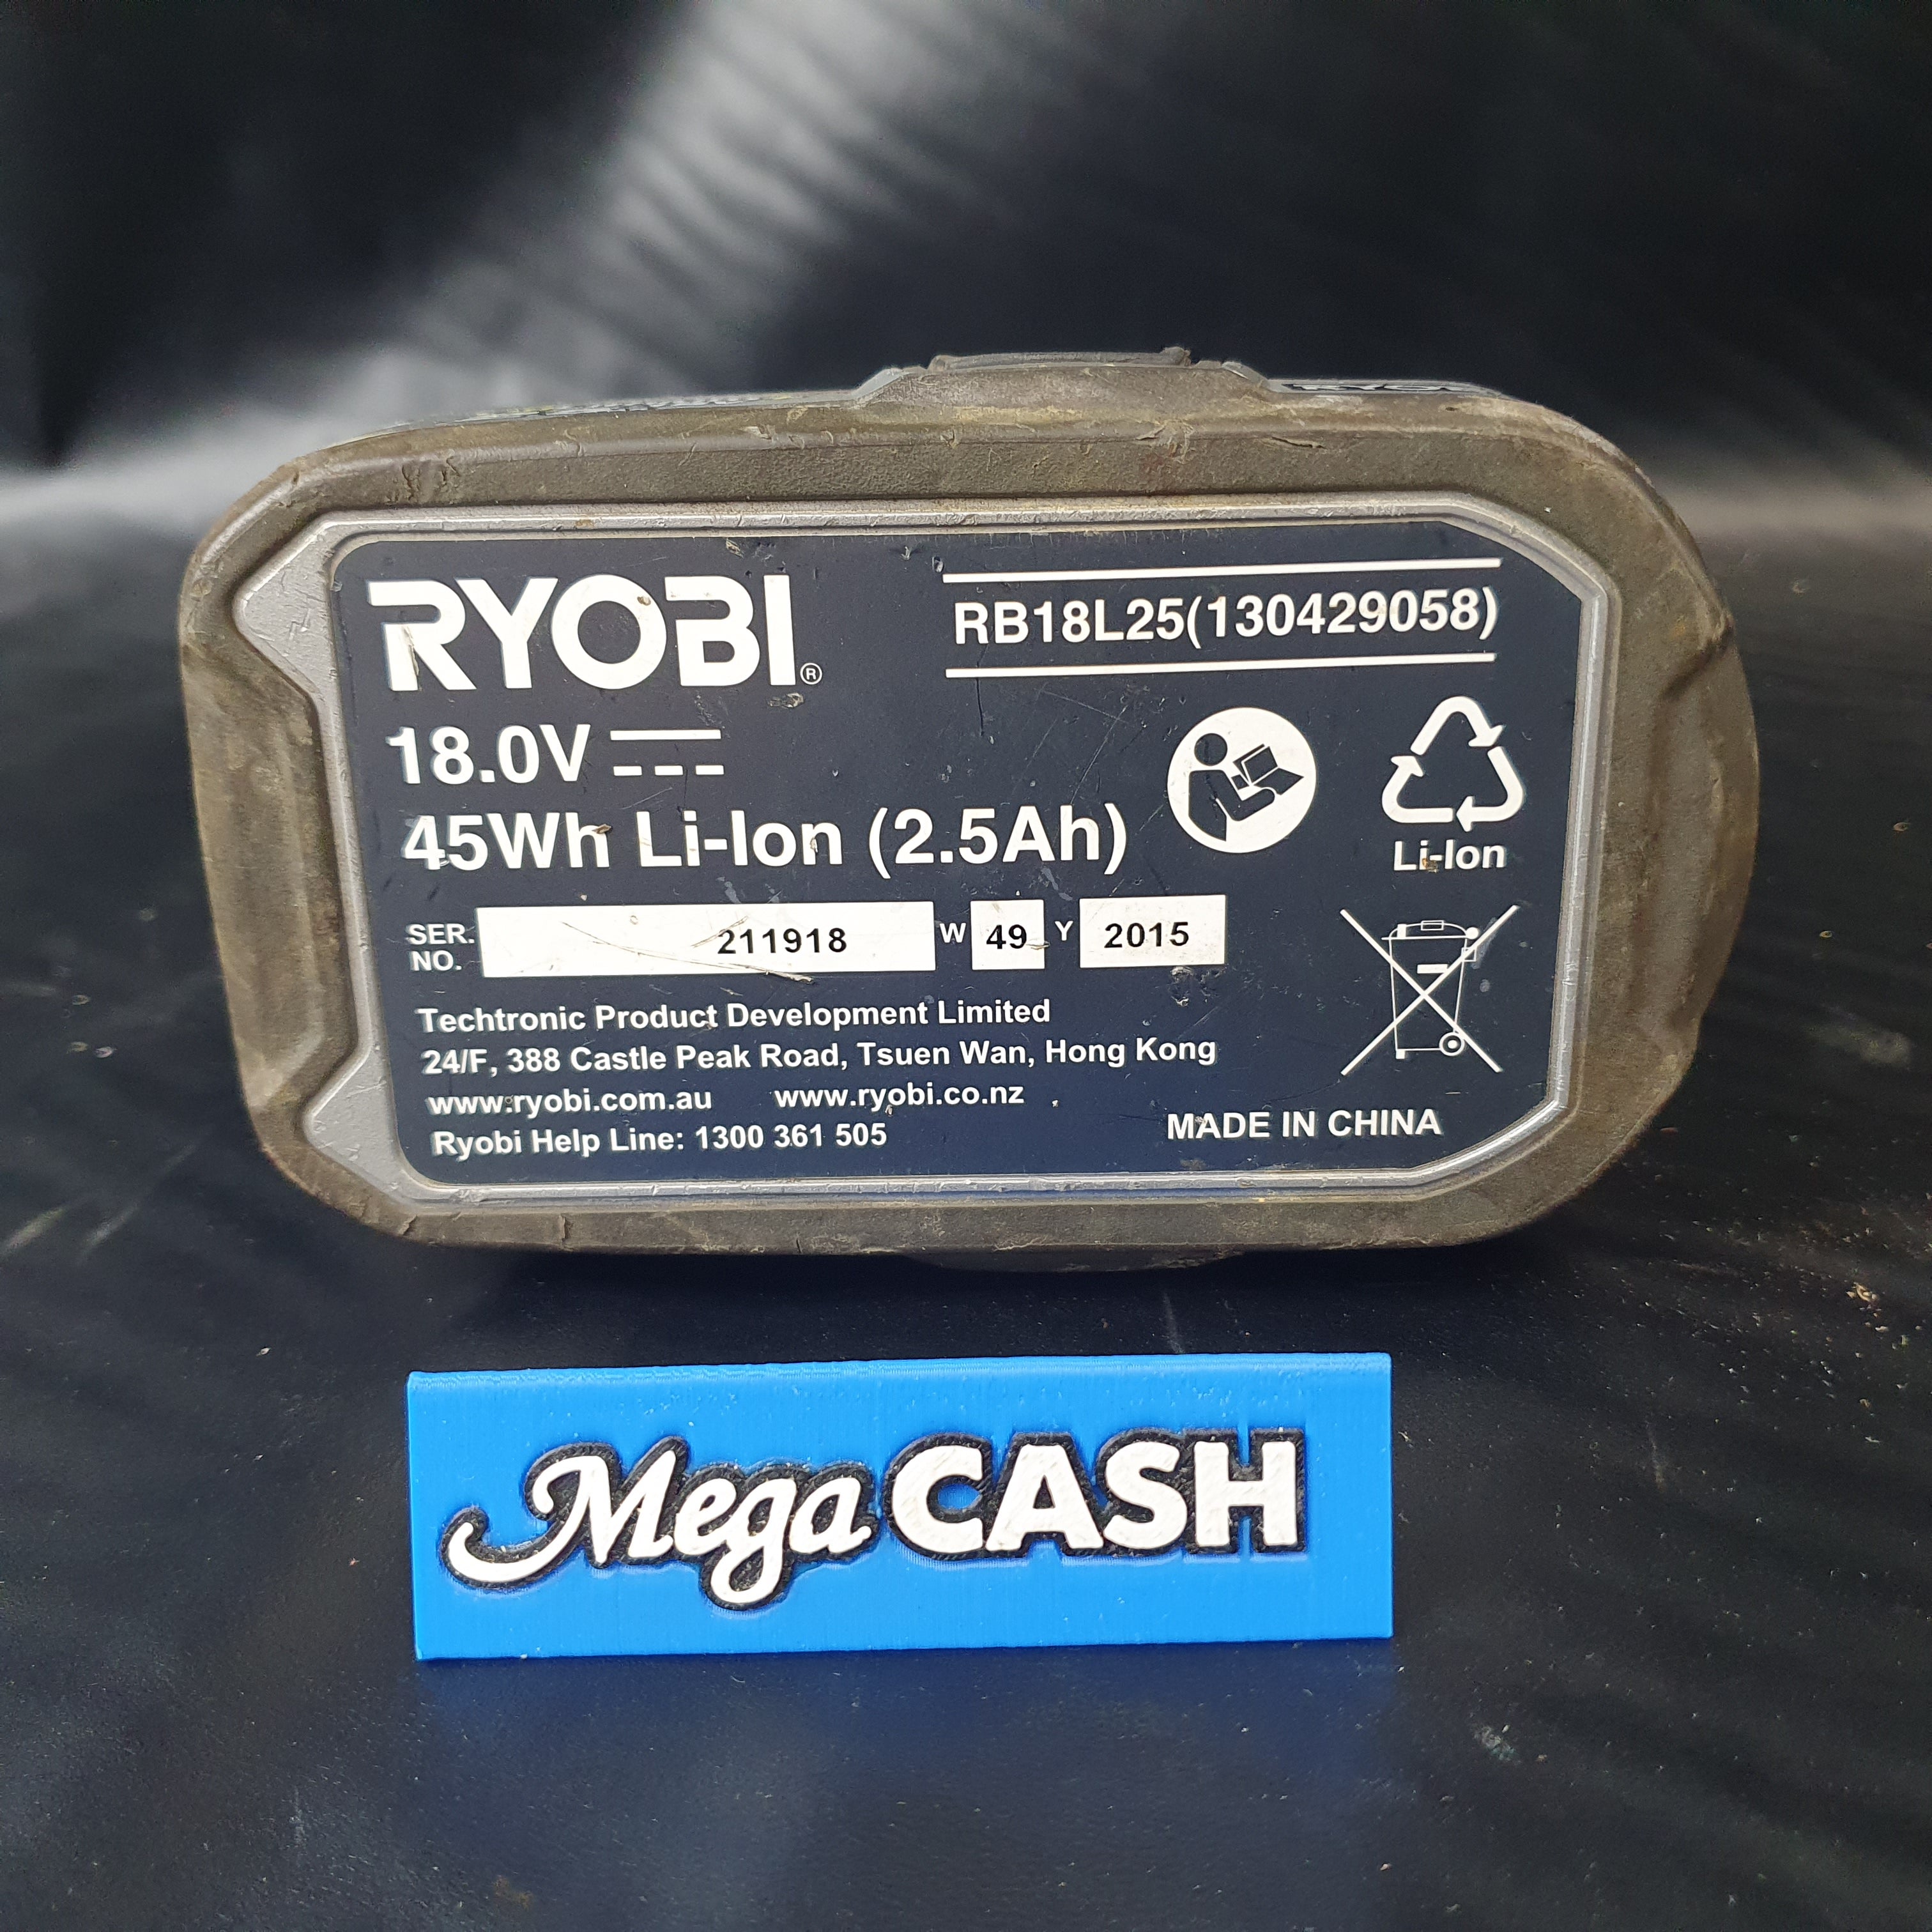 RYOBI®
RB18L25(130429058)
18.0V
45Wh Li-Ion (2.5Ah)
Li-Ion
SER. NO. 211918 W 49 Y 2015
Techtronic Product Development Limited
24/F, 388 Castle Peak Road, Tsuen Wan, Hong Kong
www.ryobi.com.au www.ryobi.co.nz
Ryobi Help Line: 1300 361 505
MADE IN CHINA
Mega CASH